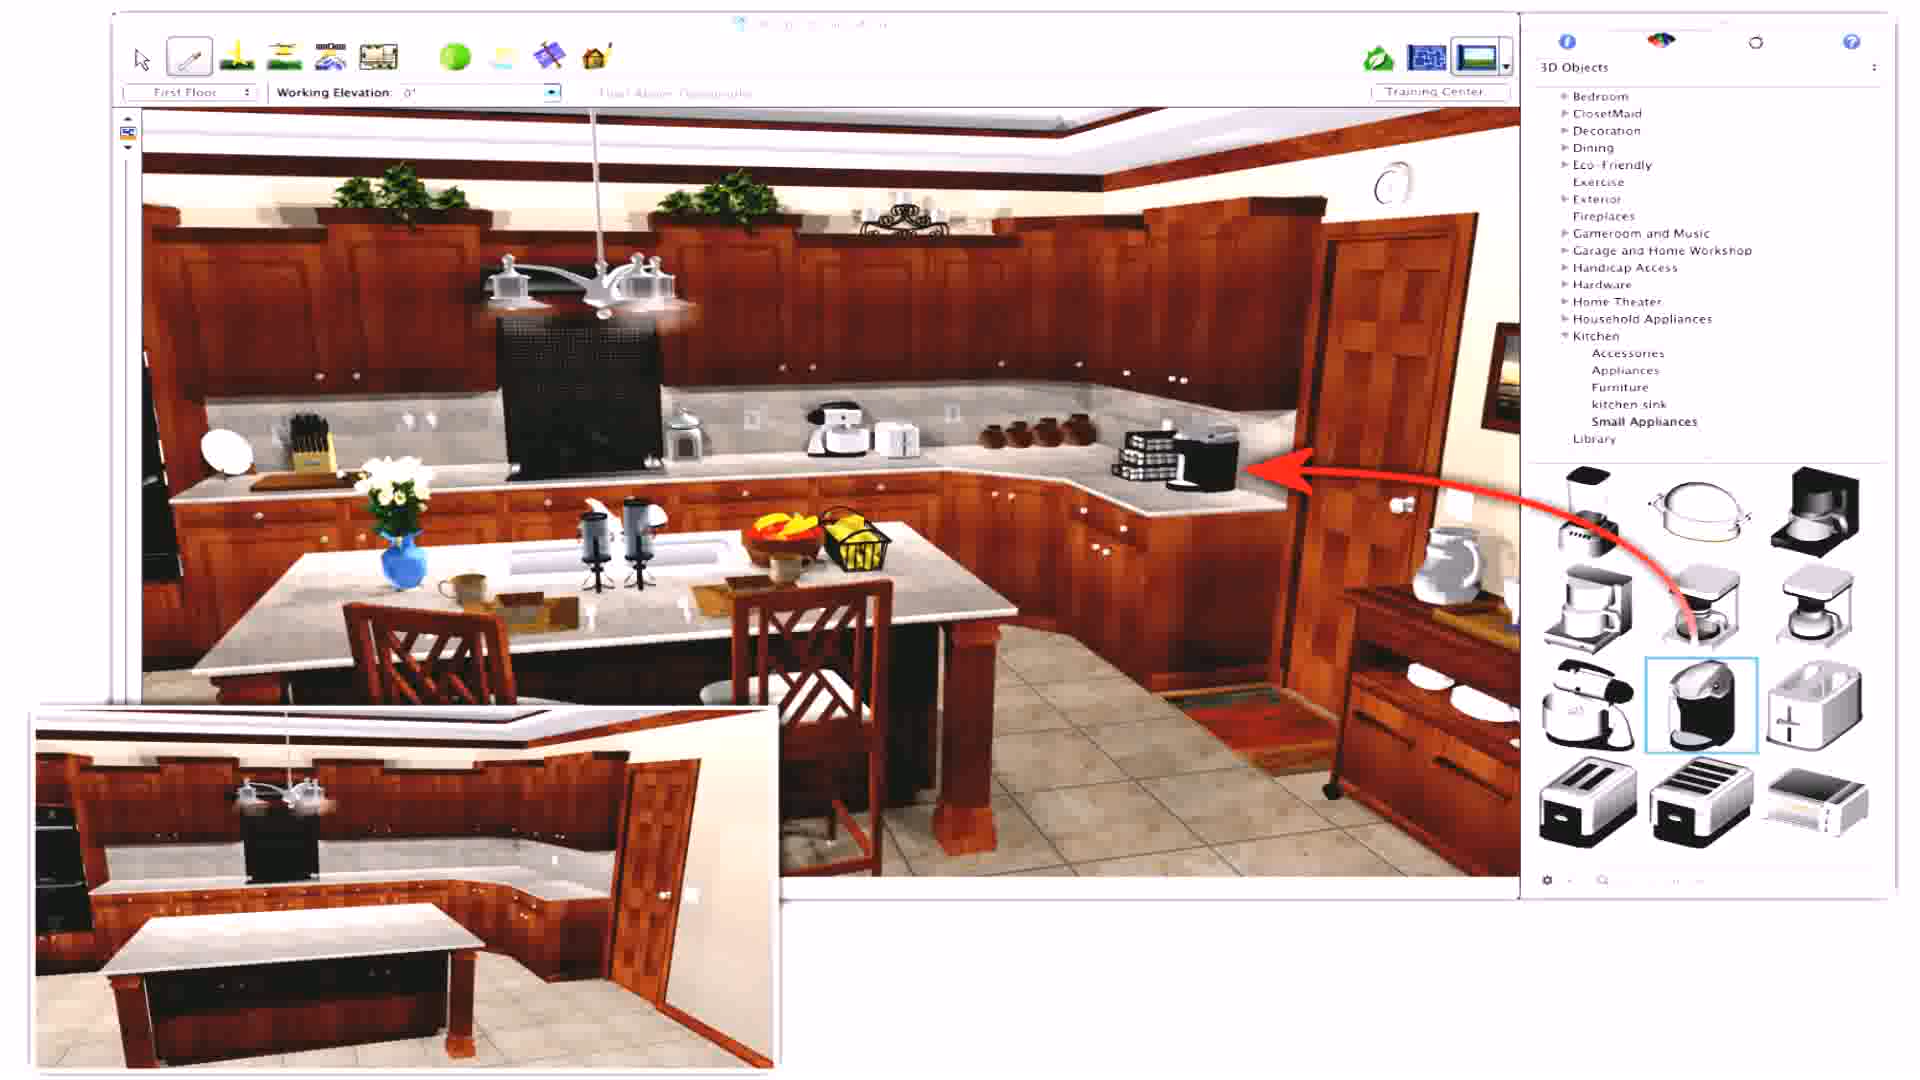 First Floor
Working Elevation: 0'
Training Center...
3D Objects
Bedroom
ClosetMaid
Decoration
Dining
Eco-Friendly
Exercise
Exterior
Fireplaces
Gameroom and Music
Garage and Home Workshop
Handicap Access
Hardware
Home Theater
Household Appliances
Kitchen
Accessories
Appliances
Furniture
kitchen sink
Small Appliances
Library